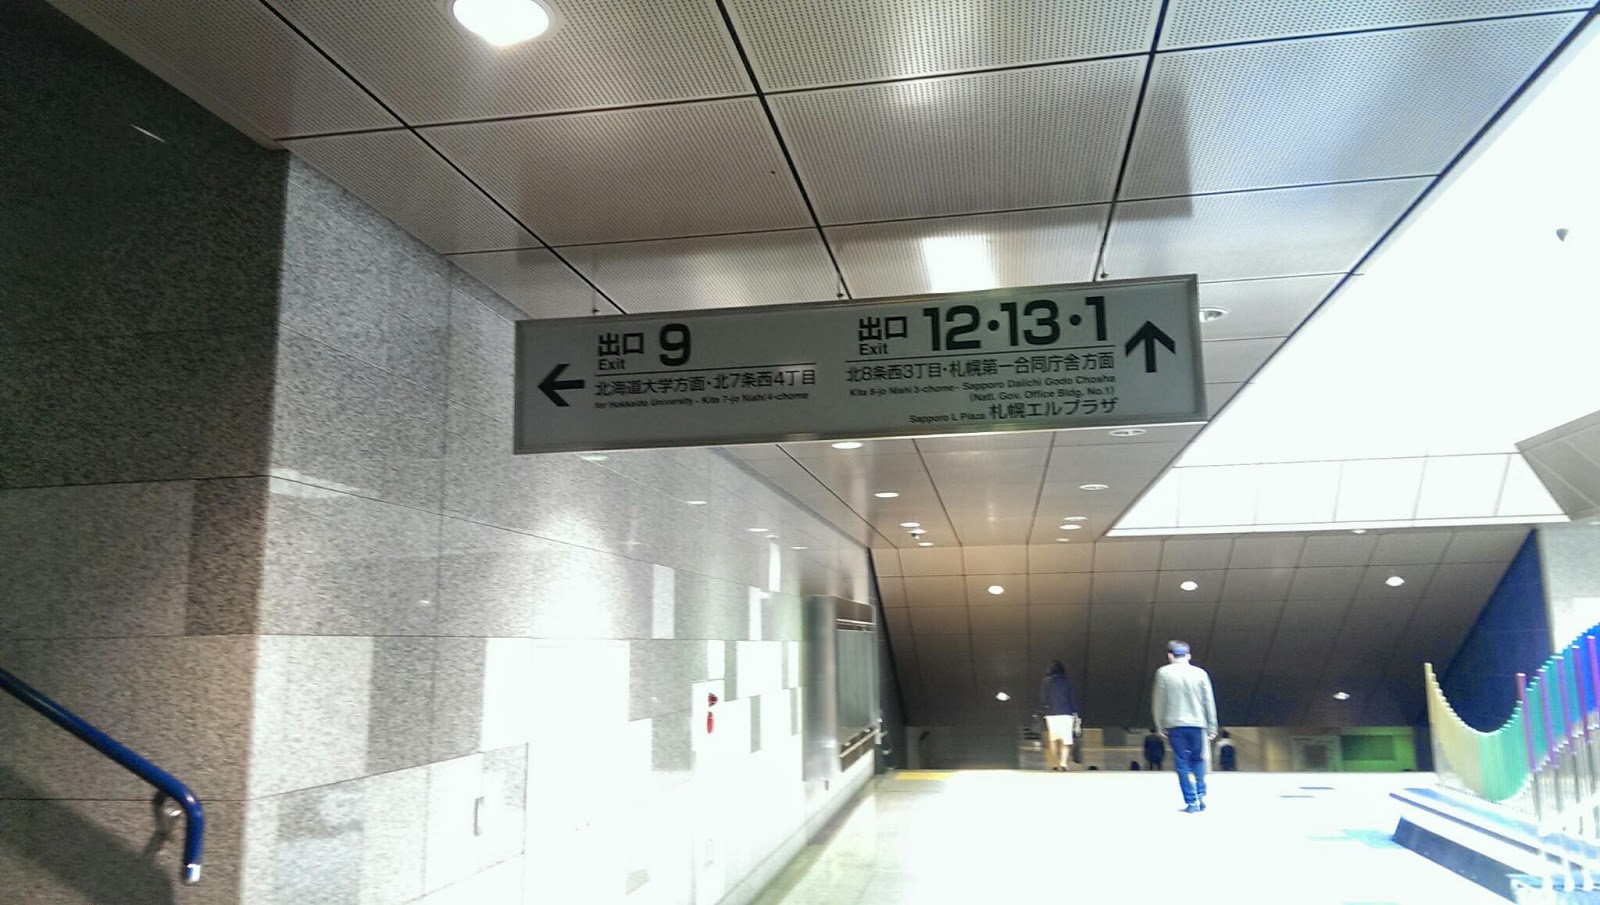 出口 9
Exit
北海道大学方面・北7条西4丁目
for Hokkaido University・Kita 7-jo Nishi 4-chome
出口 12・13・1
Exit
北8条西3丁目・札幌第一合同庁舎方面
Kita 8-jo Nishi 3-chome・Sapporo Daiichi Godo Chosha
(Natl. Gov. Office Bldg. No.1)
Sapporo L Plaza 札幌エルプラザ